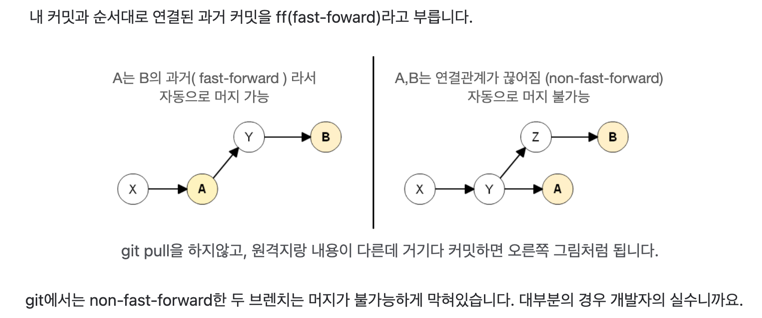 내 커밋과 순서대로 연결된 과거 커밋을 ff(fast-foward)라고 부릅니다.
A는 B의 과거( fast-forward ) 라서
자동으로 머지 가능
X
A
Y
B
A,B는 연결관계가 끊어짐 (non-fast-forward)
자동으로 머지 불가능
X
Y
Z
B
A
git pull을 하지않고, 원격지랑 내용이 다른데 거기다 커밋하면 오른쪽 그림처럼 됩니다.
git에서는 non-fast-forward한 두 브렌치는 머지가 불가능하게 막혀있습니다. 대부분의 경우 개발자의 실수니까요.